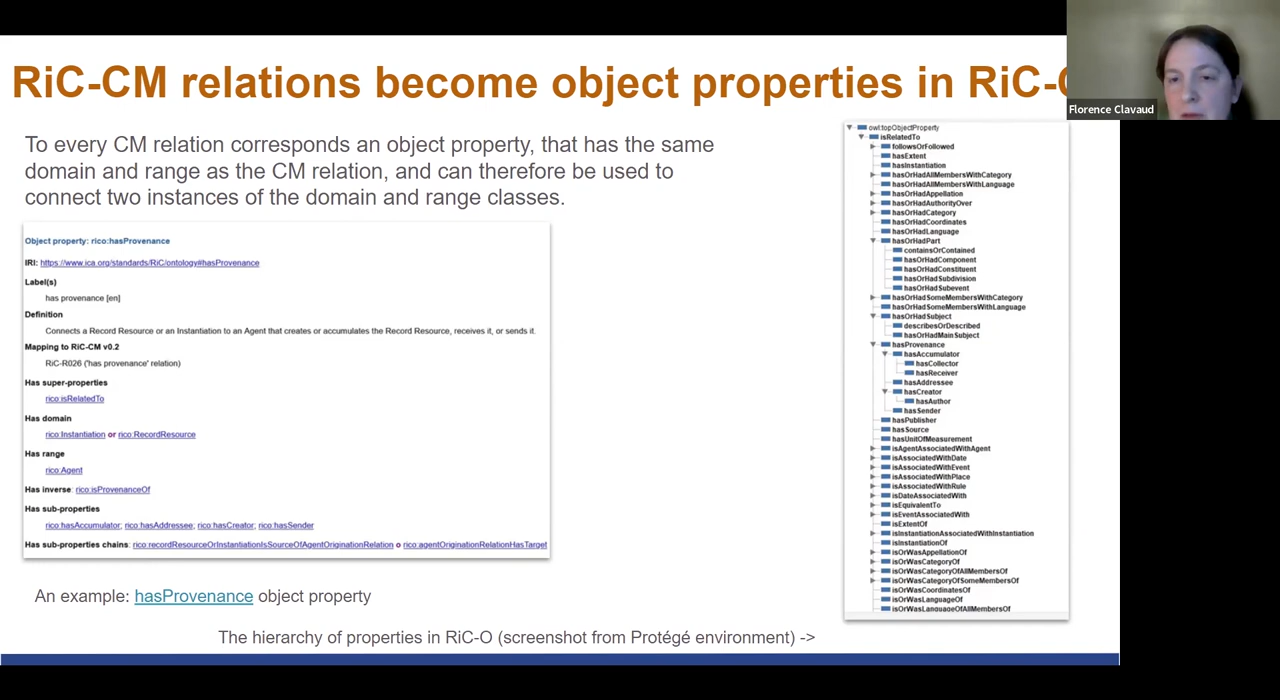 RiC-CM relations become object properties in RiC-
Florence Clavaud
To every CM relation corresponds an object property, that has the same
domain and range as the CM relation, and can therefore be used to
connect two instances of the domain and range classes.
Object property: rico:hasProvenance
IRI: https://www.ica.org/standards/RiC/ontology#hasProvenance
Label(s)
has provenance [en]
Definition
Connects a Record Resource or an Instantiation to an Agent that creates or accumulates the Record Resource, receives it, or sends it.
Mapping to RiC-CM v0.2
RiC-R026 ('has provenance' relation)
Has super-properties
rico:isRelatedTo
Has domain
rico:Instantiation or rico:RecordResource
Has range
rico:Agent
Has inverse: rico:isProvenanceOf
Has sub-properties
rico:hasAccumulator; rico:hasAddressee; rico:hasCreator; rico:hasSender
Has sub-properties chains: rico:recordResourceOrInstantiationIsSourceOfAgentOriginationRelation o rico:agentOriginationRelationHasTarget
An example: hasProvenance object property
The hierarchy of properties in RiC-O (screenshot from Protégé environment) ->
owl:topObjectProperty
isRelatedTo
followsOrFollowed
hasExtent
hasInstantiation
hasOrHadAllMembersWithCategory
hasOrHadAllMembersWithLanguage
hasOrHadAppellation
hasOrHadAuthorityOver
hasOrHadCategory
hasOrHadCoordinates
hasOrHadLanguage
hasOrHadPart
containsOrContained
hasOrHadComponent
hasOrHadConstituent
hasOrHadSubdivision
hasOrHadSubevent
hasOrHadSomeMembersWithCategory
hasOrHadSomeMembersWithLanguage
hasOrHadSubject
describesOrDescribed
hasOrHadMainSubject
hasProvenance
hasAccumulator
hasCollector
hasReceiver
hasAddressee
hasCreator
hasAuthor
hasSender
hasPublisher
hasSource
hasUnitOfMeasurement
isAgentAssociatedWithAgent
isAssociatedWithDate
isAssociatedWithEvent
isAssociatedWithPlace
isAssociatedWithRule
isDateAssociatedWith
isEquivalentTo
isEventAssociatedWith
isExtentOf
isInstantiationAssociatedWithInstantiation
isInstantiationOf
isOrWasAppellationOf
isOrWasCategoryOf
isOrWasCategoryOfAllMembersOf
isOrWasCategoryOfSomeMembersOf
isOrWasCoordinatesOf
isOrWasLanguageOf
isOrWasLanguageOfAllMembersOf